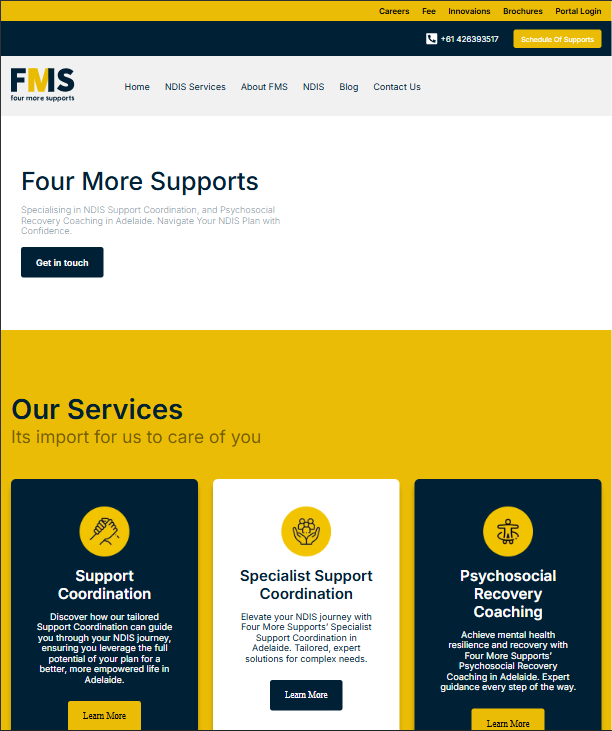 Careers Fee Innovaions Brochures Portal Login
+61 426393517 Schedule Of Supports
FMS
four more supports
Home NDIS Services About FMS NDIS Blog Contact Us
Four More Supports
Specialising in NDIS Support Coordination, and Psychosocial
Recovery Coaching in Adelaide. Navigate Your NDIS Plan with
Confidence.
Get in touch
Our Services
Its import for us to care of you
Support
Coordination
Discover how our tailored
Support Coordination can guide
you through your NDIS journey,
ensuring you leverage the full
potential of your plan for a
better, more empowered life in
Adelaide.
Learn More
Specialist Support
Coordination
Elevate your NDIS journey with
Four More Supports’ Specialist
Support Coordination in
Adelaide. Tailored, expert
solutions for complex needs.
Learn More
Psychosocial
Recovery
Coaching
Achieve mental health
resilience and recovery with
Four More Supports’
Psychosocial Recovery
Coaching in Adelaide. Expert
guidance every step of the way.
Learn More